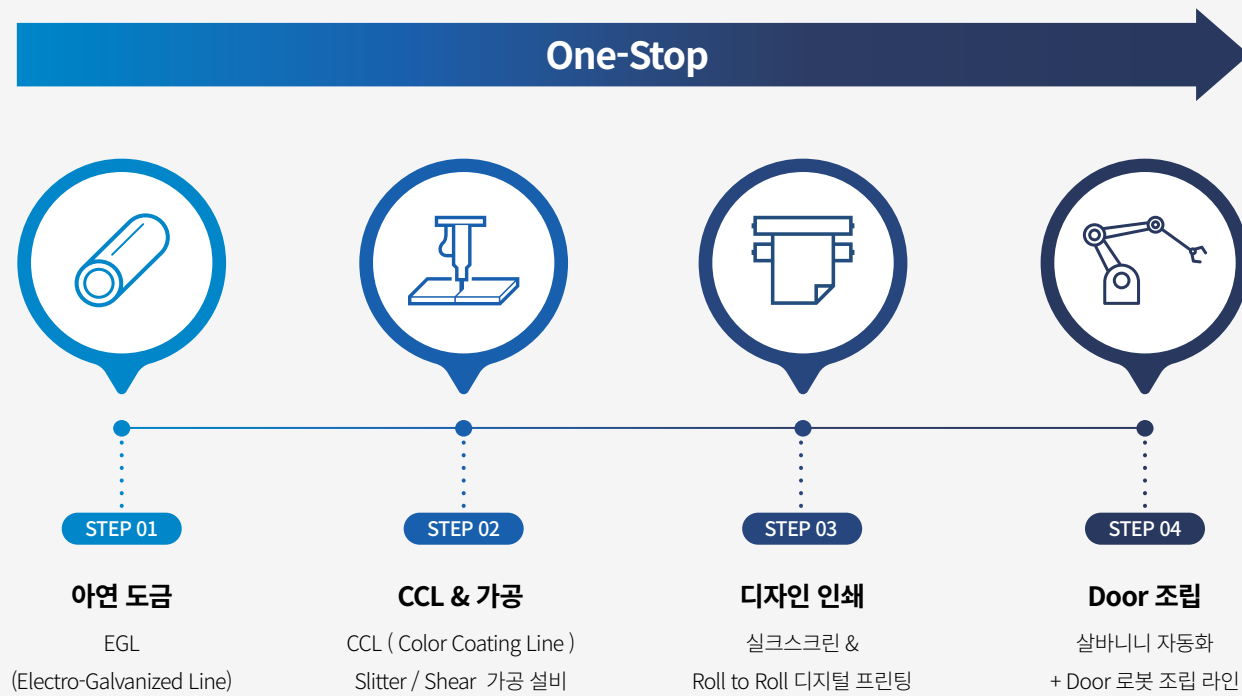 One-Stop
STEP 01
아연 도금
EGL
(Electro-Galvanized Line)
STEP 02
CCL & 가공
CCL ( Color Coating Line )
Slitter / Shear 가공 설비
STEP 03
디자인 인쇄
실크스크린 &
Roll to Roll 디지털 프린팅
STEP 04
Door 조립
살바니니 자동화
+ Door 로봇 조립 라인